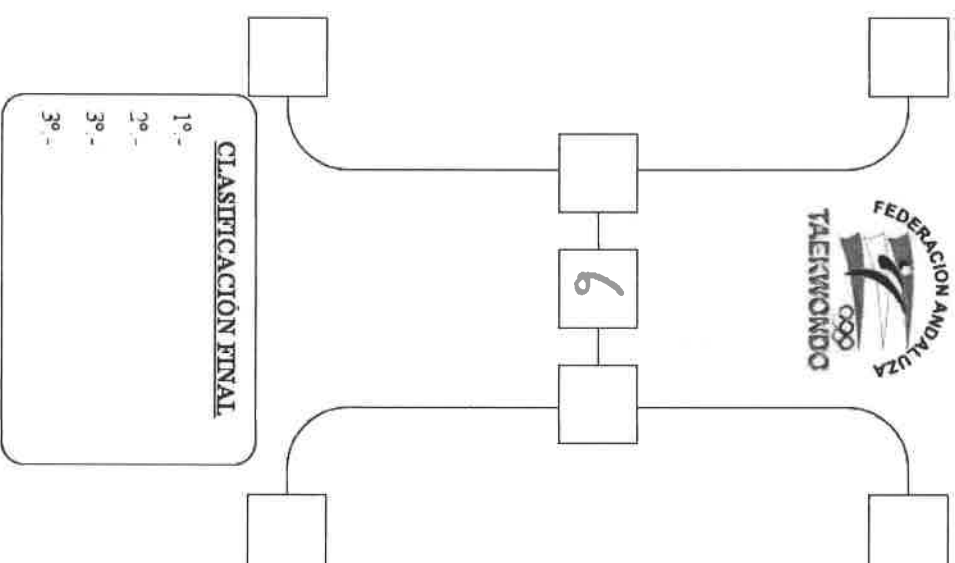 FEDERACION ANDALUZA
TAEKWONDO
6
CLASIFICACIÓN FINAL
1º.-
2º.-
3º.-
3º.-